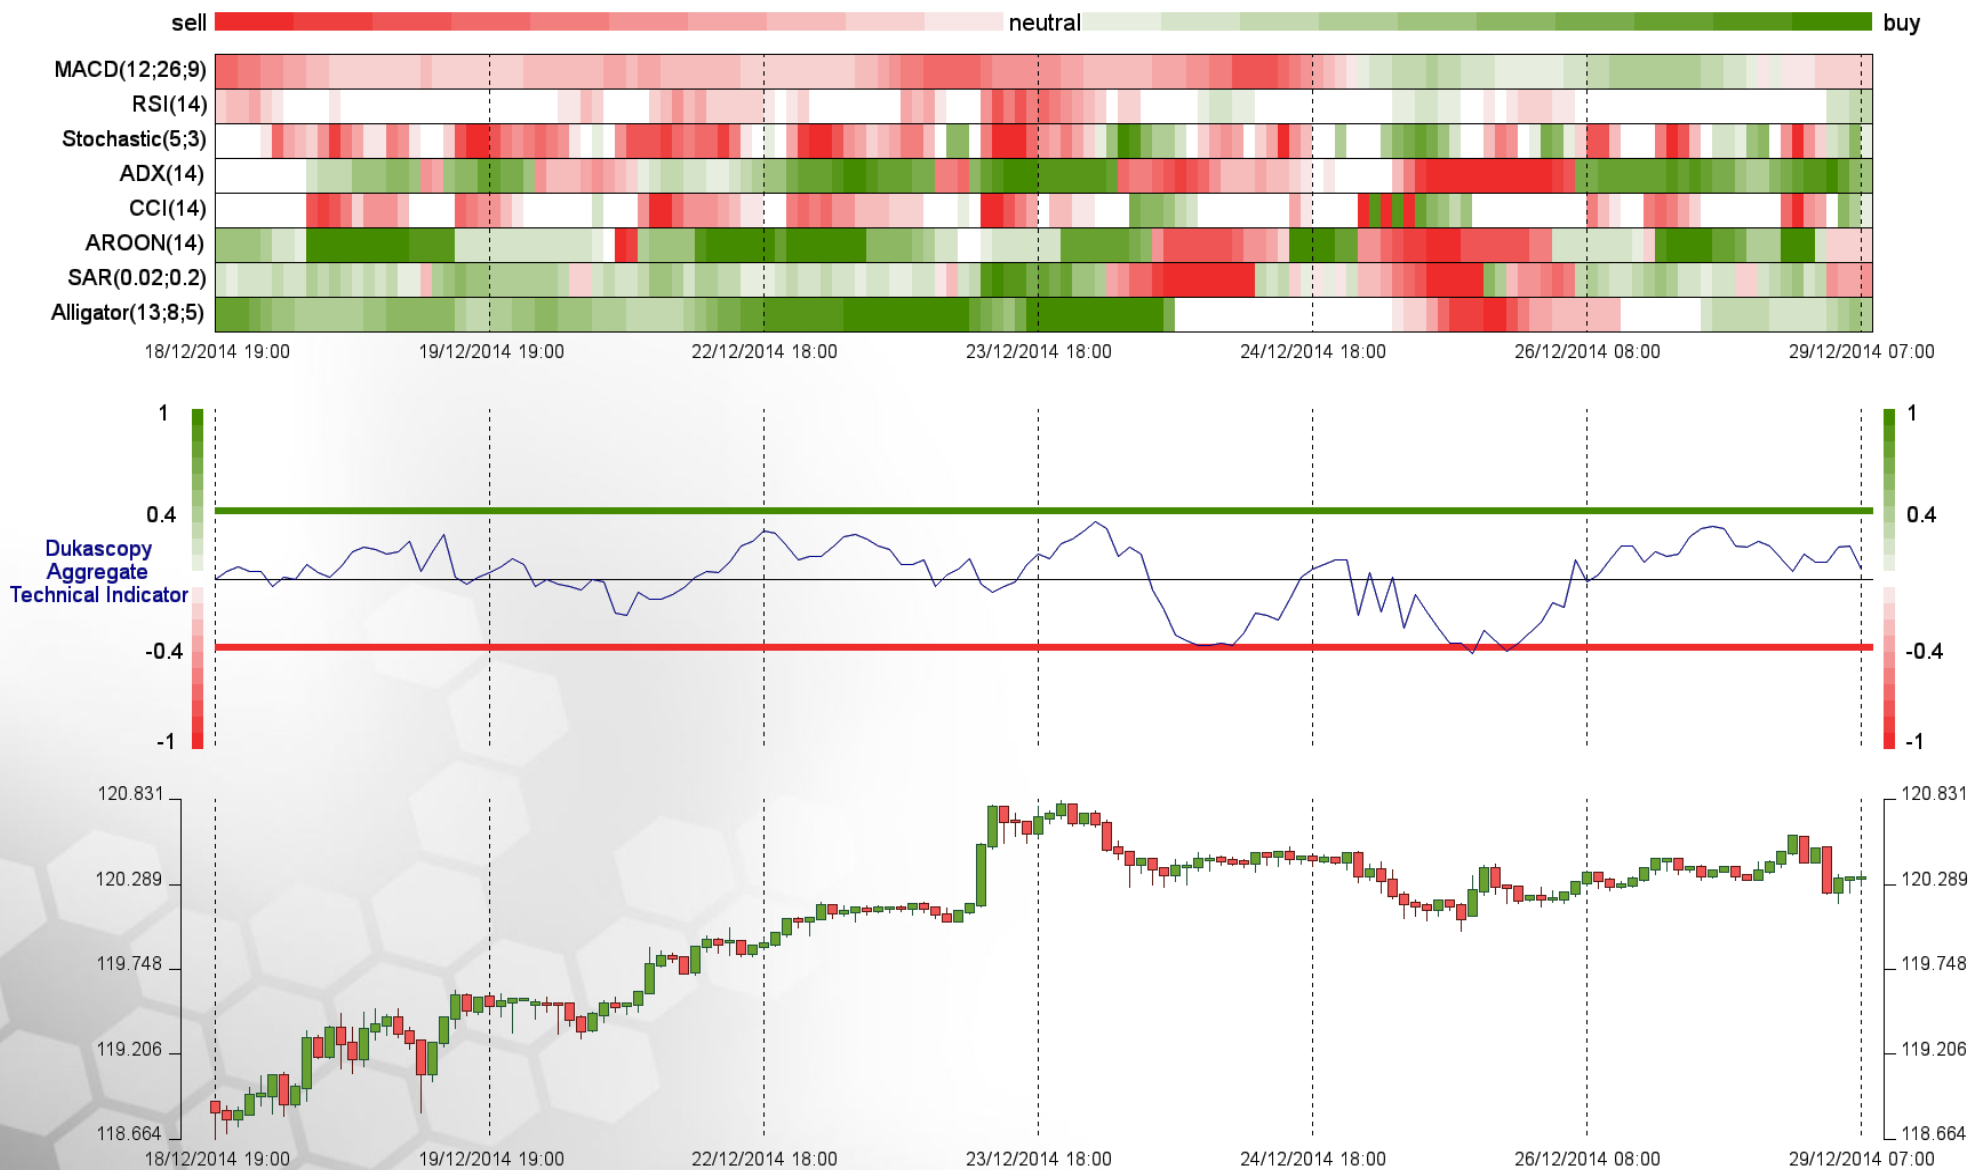 sell neutral buy
MACD(12;26;9)
RSI(14)
Stochastic(5;3)
ADX(14)
CCI(14)
AROON(14)
SAR(0.02;0.2)
Alligator(13;8;5)
18/12/2014 19:00 19/12/2014 19:00 22/12/2014 18:00 23/12/2014 18:00 24/12/2014 18:00 26/12/2014 08:00 29/12/2014 07:00
1 1
0.4 0.4
Dukascopy
Aggregate
Technical Indicator
-0.4 -0.4
-1 -1
120.831 120.831
120.289 120.289
119.748 119.748
119.206 119.206
118.664 118.664
18/12/2014 19:00 19/12/2014 19:00 22/12/2014 18:00 23/12/2014 18:00 24/12/2014 18:00 26/12/2014 08:00 29/12/2014 07:00